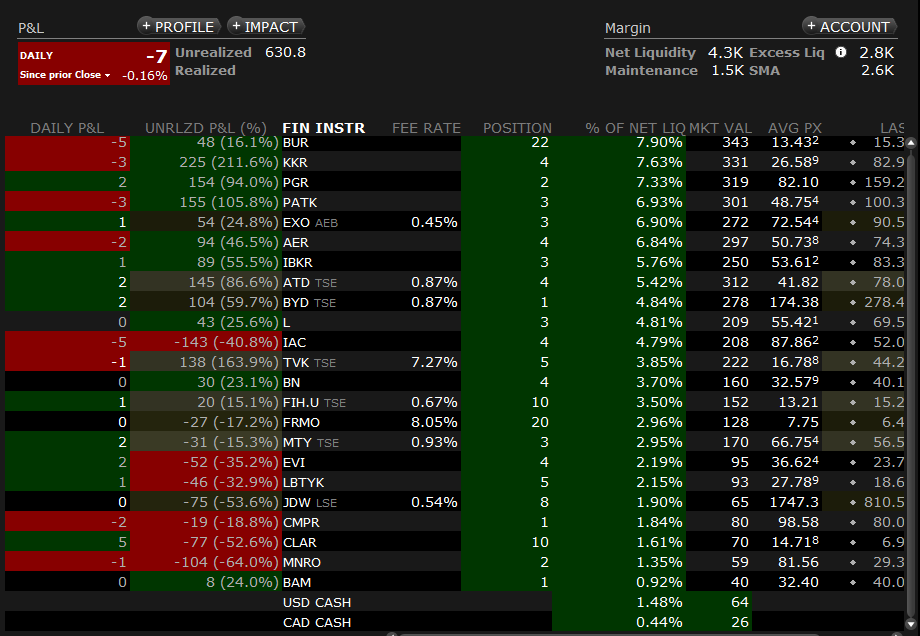 P&L + PROFILE + IMPACT Margin + ACCOUNT
DAILY -7 Unrealized 630.8 Net Liquidity 4.3K Excess Liq i 2.8K
Since prior Close -0.16% Realized Maintenance 1.5K SMA 2.6K
DAILY P&L UNRLZD P&L (%) FIN INSTR FEE RATE POSITION % OF NET LIQ MKT VAL AVG PX LAS
-5 48 (16.1%) BUR 22 7.90% 343 13.432 15.3
-3 225 (211.6%) KKR 4 7.63% 331 26.589 82.9
2 154 (94.0%) PGR 2 7.33% 319 82.10 159.2
-3 155 (105.8%) PATK 3 6.93% 301 48.754 100.3
1 54 (24.8%) EXO AEB 0.45% 3 6.90% 272 72.544 90.5
-2 94 (46.5%) AER 4 6.84% 297 50.738 74.3
1 89 (55.5%) IBKR 3 5.76% 250 53.612 83.3
2 145 (86.6%) ATD TSE 0.87% 4 5.42% 312 41.82 78.0
2 104 (59.7%) BYD TSE 0.87% 1 4.84% 278 174.38 278.4
0 43 (25.6%) L 3 4.81% 209 55.421 69.5
-5 -143 (-40.8%) IAC 4 4.79% 208 87.862 52.0
-1 138 (163.9%) TVK TSE 7.27% 5 3.85% 222 16.788 44.2
0 30 (23.1%) BN 4 3.70% 160 32.579 40.1
1 20 (15.1%) FIH.U TSE 0.67% 10 3.50% 152 13.21 15.2
0 -27 (-17.2%) FRMO 8.05% 20 2.96% 128 7.75 6.4
2 -31 (-15.3%) MTY TSE 0.93% 3 2.95% 170 66.754 56.5
2 -52 (-35.2%) EVI 4 2.19% 95 36.624 23.7
1 -46 (-32.9%) LBTYK 5 2.15% 93 27.789 18.6
0 -75 (-53.6%) JDW LSE 0.54% 8 1.90% 65 1747.3 810.5
-2 -19 (-18.8%) CMPR 1 1.84% 80 98.58 80.0
5 -77 (-52.6%) CLAR 10 1.61% 70 14.718 6.9
-1 -104 (-64.0%) MNRO 2 1.35% 59 81.56 29.3
0 8 (24.0%) BAM 1 0.92% 40 32.40 40.0
USD CASH 1.48% 64
CAD CASH 0.44% 26